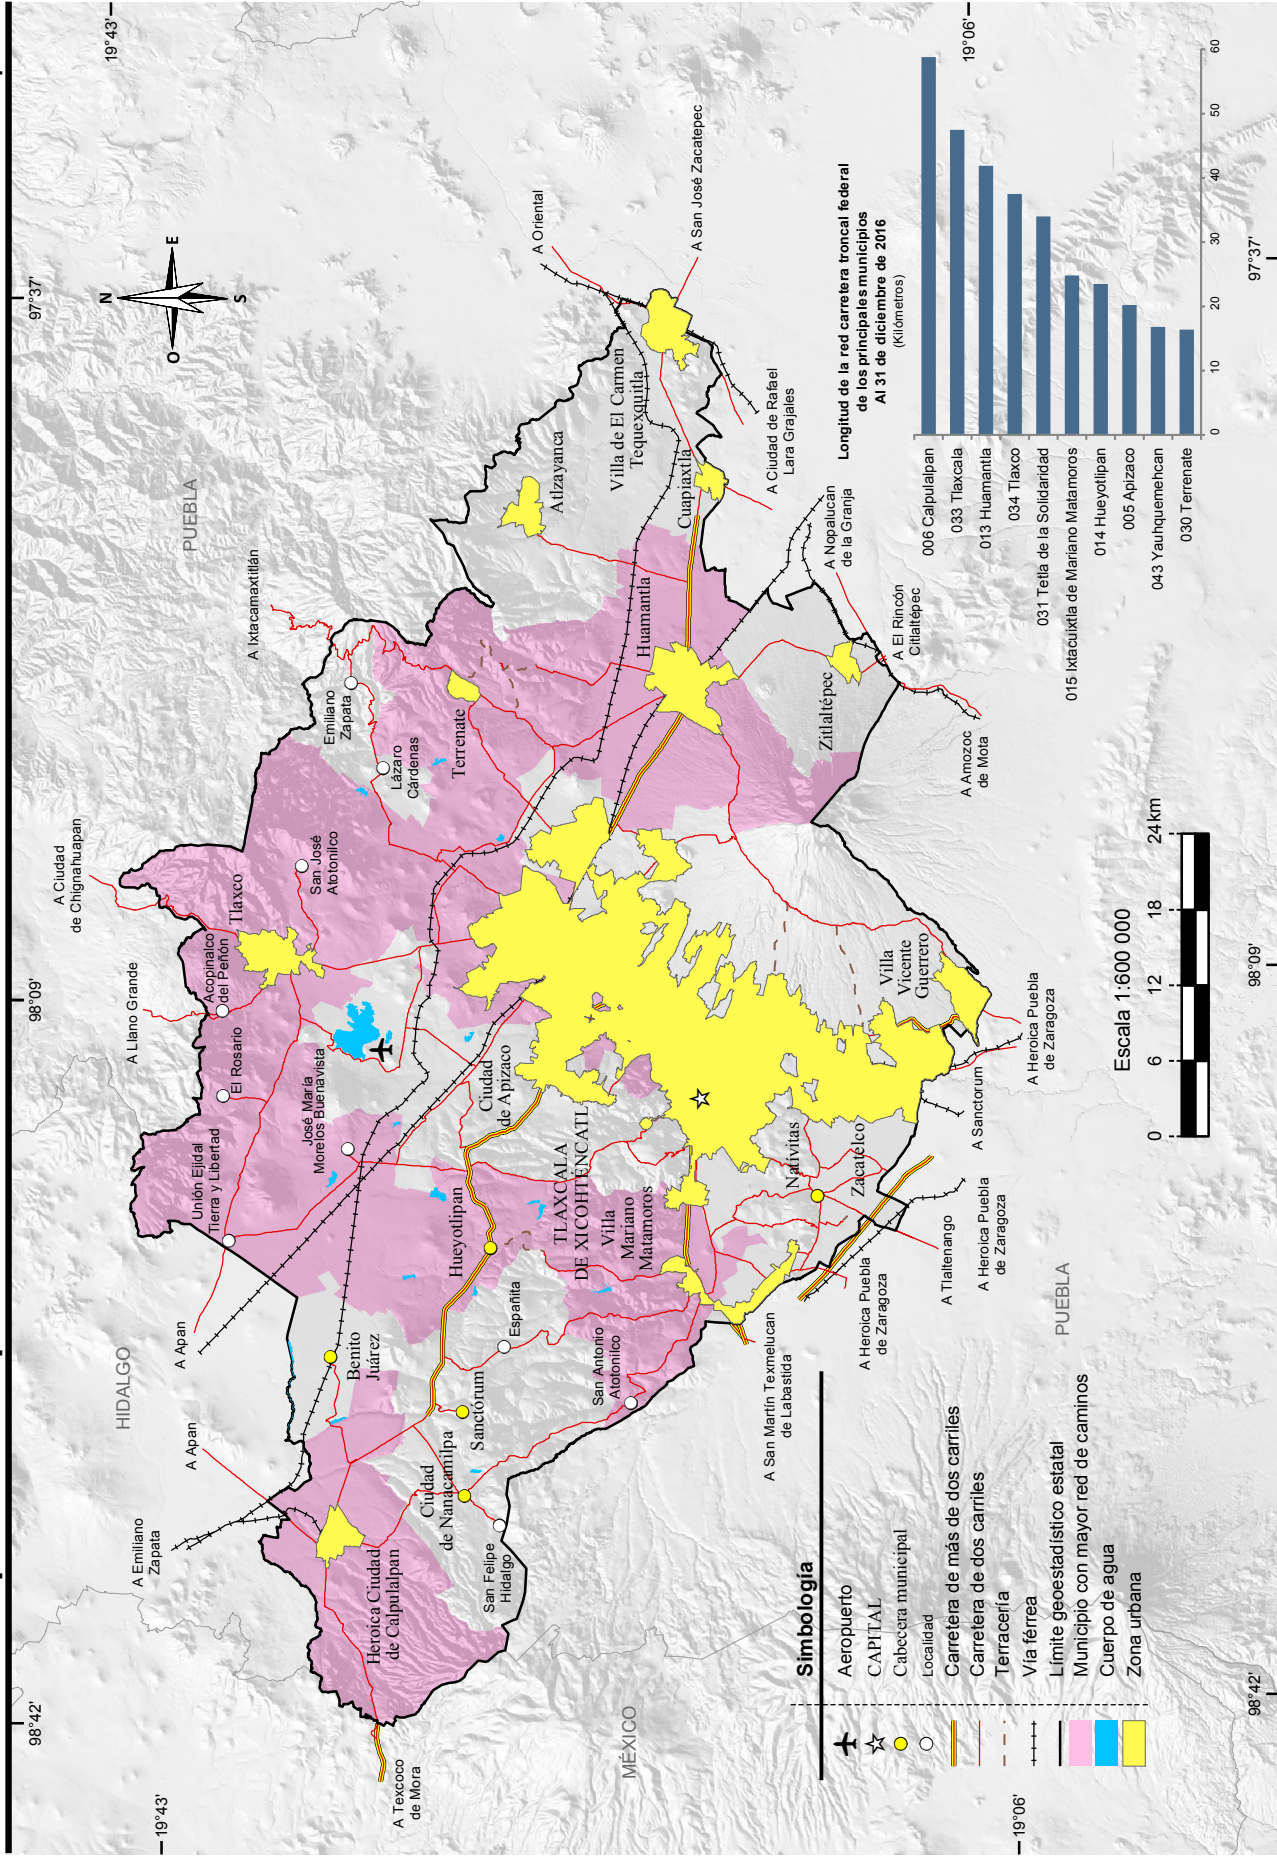 98°42'
98°09'
97°37'
19°43'
19°43'
19°06'
19°06'
98°42'
98°09'
97°37'
N
S
E
O
HIDALGO
PUEBLA
MÉXICO
PUEBLA
A Emiliano
Zapata
A Apan
A Apan
A Llano Grande
A Ciudad
de Chignahuapan
A Ixtacamaxtitlán
A Oriental
A San José Zacatepec
A Ciudad de Rafael
Lara Grajales
A Nopalucan
de la Granja
A El Rincón
Citlaltépec
A Amozoc
de Mota
A Heroica Puebla
de Zaragoza
A Sanctorum
A Heroica Puebla
de Zaragoza
A Tlaltenango
A Heroica Puebla
de Zaragoza
A San Martín Texmelucan
de Labastida
A Texcoco
de Mora
Unión Ejidal
Tierra y Libertad
El Rosario
Acopinalco
del Peñón
Tlaxco
San José
Atotonilco
José María
Morelos Buenavista
Emiliano
Zapata
Lázaro
Cárdenas
Terrenate
Atlzayanca
Villa de El Carmen
Tequexquitla
Cuapiaxtla
Huamantla
Zitlaltépec
Benito
Juárez
Hueyotlipan
Ciudad
de Apizaco
Españita
Sanctórum
Ciudad
de Nanacamilpa
San Felipe
Hidalgo
Heroica Ciudad
de Calpulalpan
San Antonio
Atotonilco
TLAXCALA
DE XICOHTÉNCATL
Villa
Mariano
Matamoros
Nativitas
Zacatelco
Villa
Vicente
Guerrero
Simbología
Aeropuerto
CAPITAL
Cabecera municipal
Localidad
Carretera de más de dos carriles
Carretera de dos carriles
Terracería
Vía férrea
Límite geoestadístico estatal
Municipio con mayor red de caminos
Cuerpo de agua
Zona urbana
Escala 1:600 000
0 6 12 18 24 km
Longitud de la red carretera troncal federal
de los principales municipios
Al 31 de diciembre de 2016
(Kilómetros)
006 Calpulalpan
033 Tlaxcala
013 Huamantla
034 Tlaxco
031 Tetla de la Solidaridad
015 Ixtacuixtla de Mariano Matamoros
014 Hueyotlipan
005 Apizaco
043 Yauhquemehcan
030 Terrenate
0 10 20 30 40 50 60